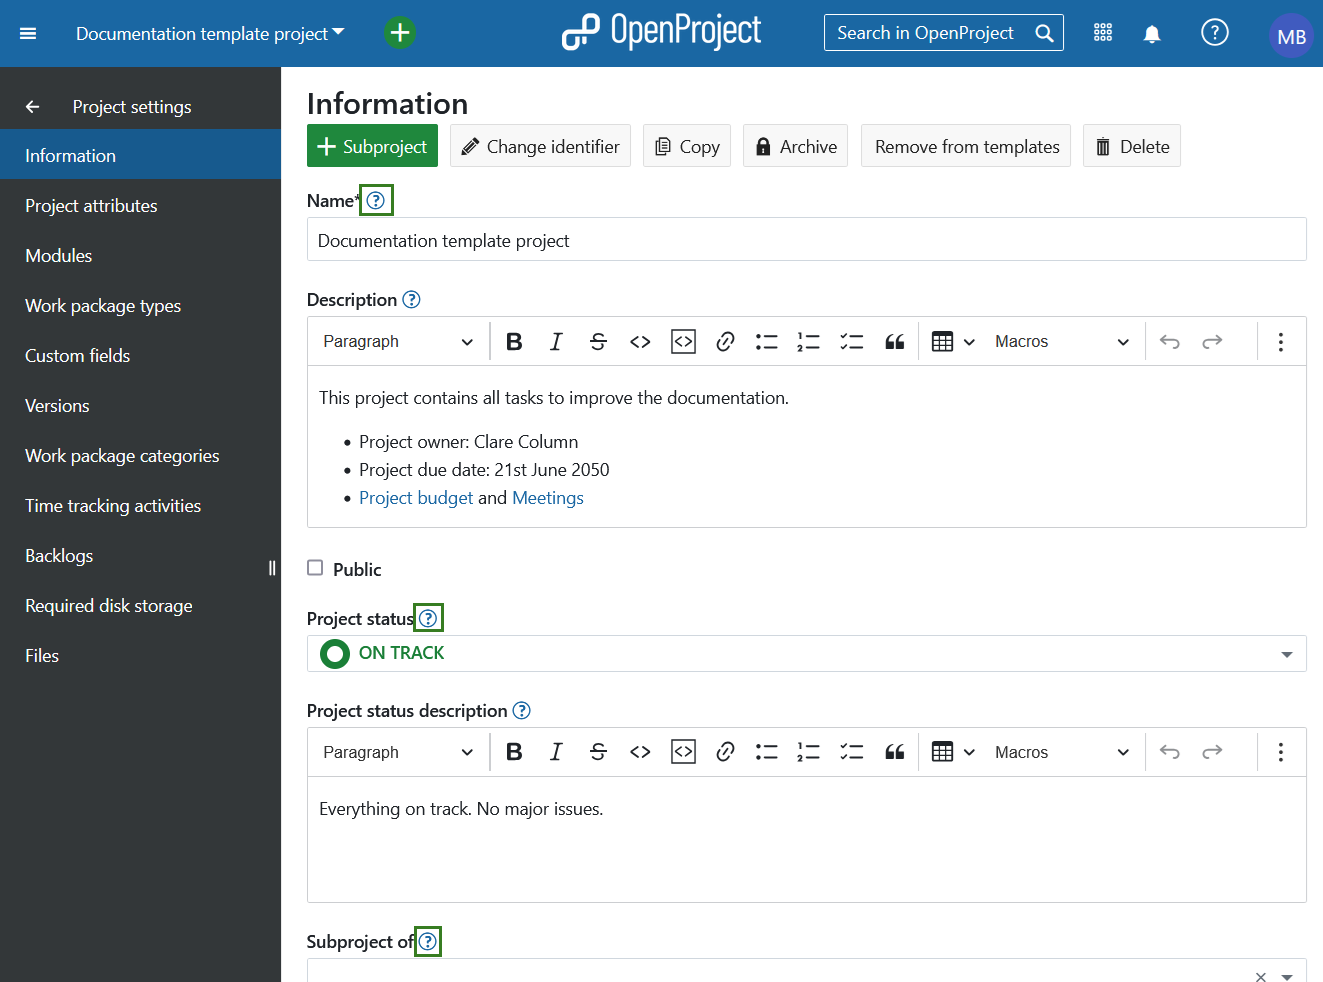 Documentation template project
OpenProject
Search in OpenProject
?
MB
Project settings
Information
Project attributes
Modules
Work package types
Custom fields
Versions
Work package categories
Time tracking activities
Backlogs
Required disk storage
Files
Information
Subproject
Change identifier
Copy
Archive
Remove from templates
Delete
Name* ?
Documentation template project
Description ?
Paragraph
Macros
This project contains all tasks to improve the documentation.
• Project owner: Clare Column
• Project due date: 21st June 2050
• Project budget and Meetings
Public
Project status ?
ON TRACK
Project status description ?
Paragraph
Macros
Everything on track. No major issues.
Subproject of ?